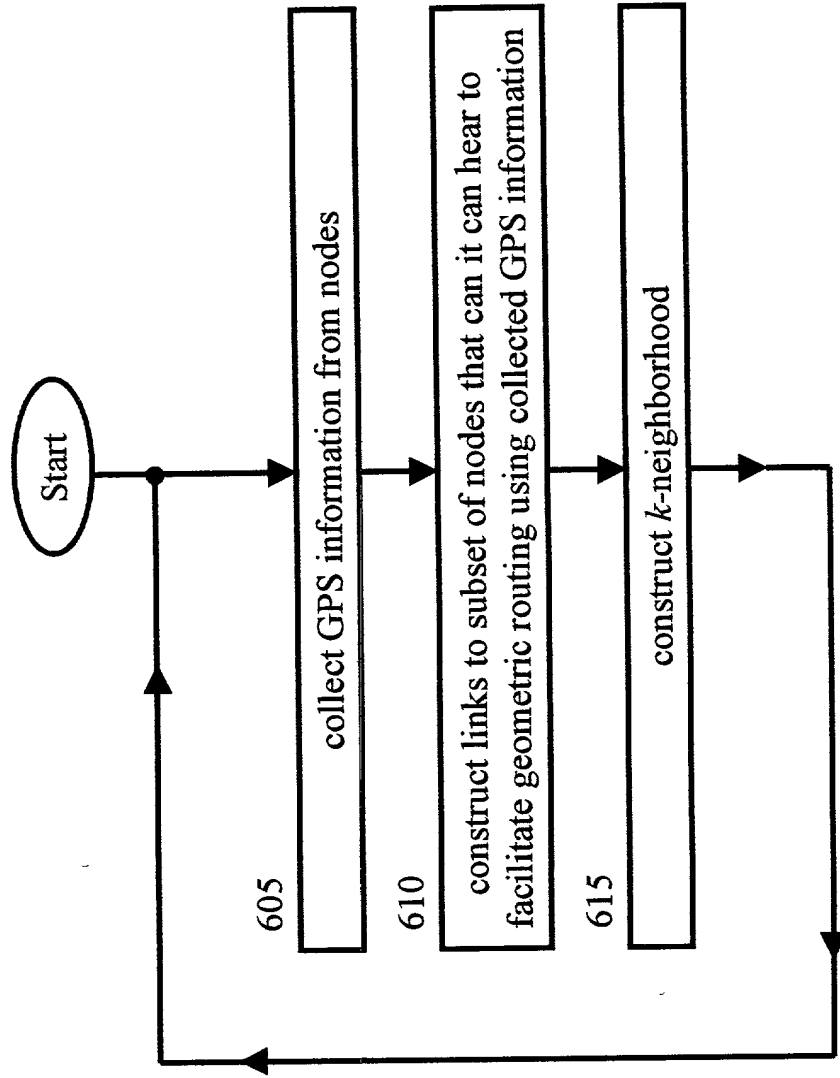 Start
605
collect GPS information from nodes
610
construct links to subset of nodes that can it can hear to
facilitate geometric routing using collected GPS information
615
construct k-neighborhood